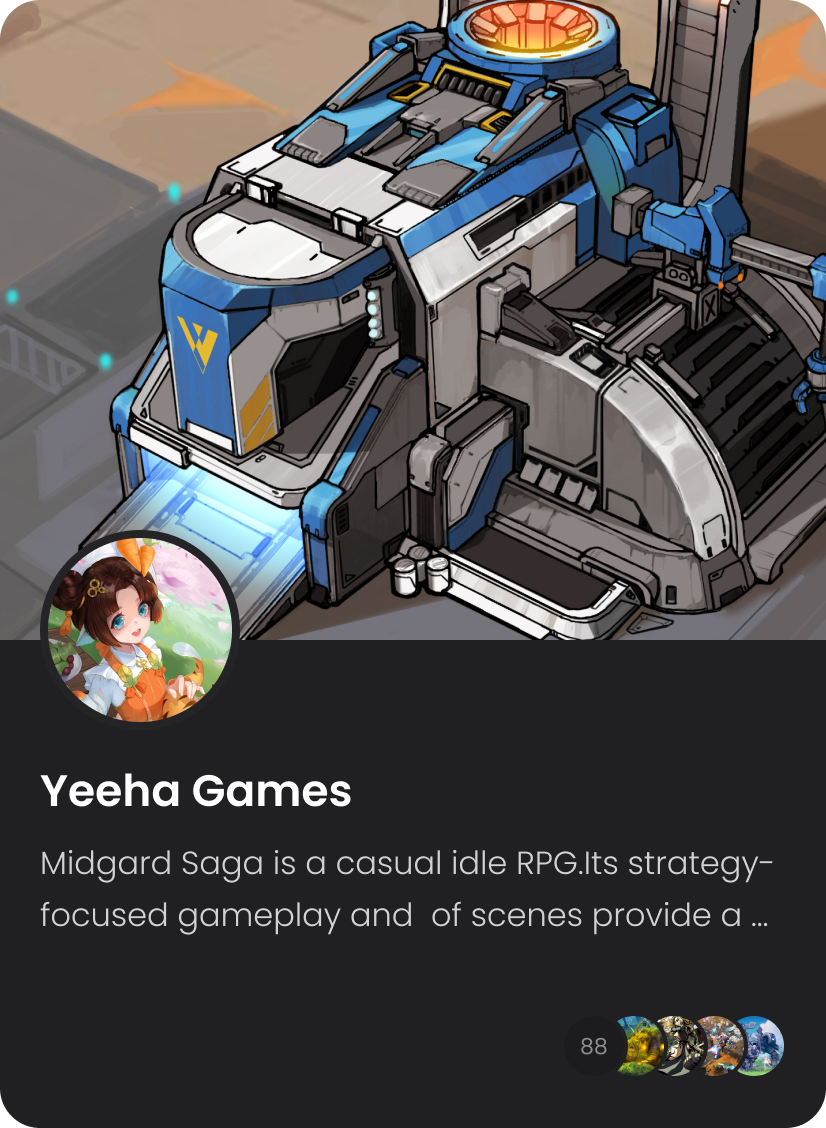 Yeeha Games
Midgard Saga is a casual idle RPG.Its strategy-
focused gameplay and  of scenes provide a ...
88